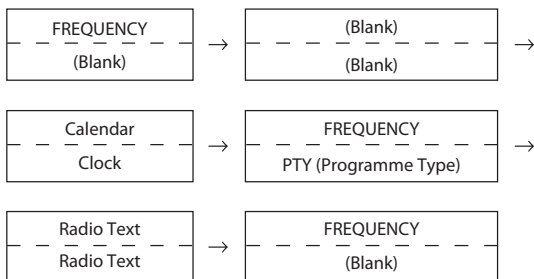 FREQUENCY
(Blank)
→
(Blank)
(Blank)
→
Calendar
Clock
→
FREQUENCY
PTY (Programme Type)
→
Radio Text
Radio Text
→
FREQUENCY
(Blank)